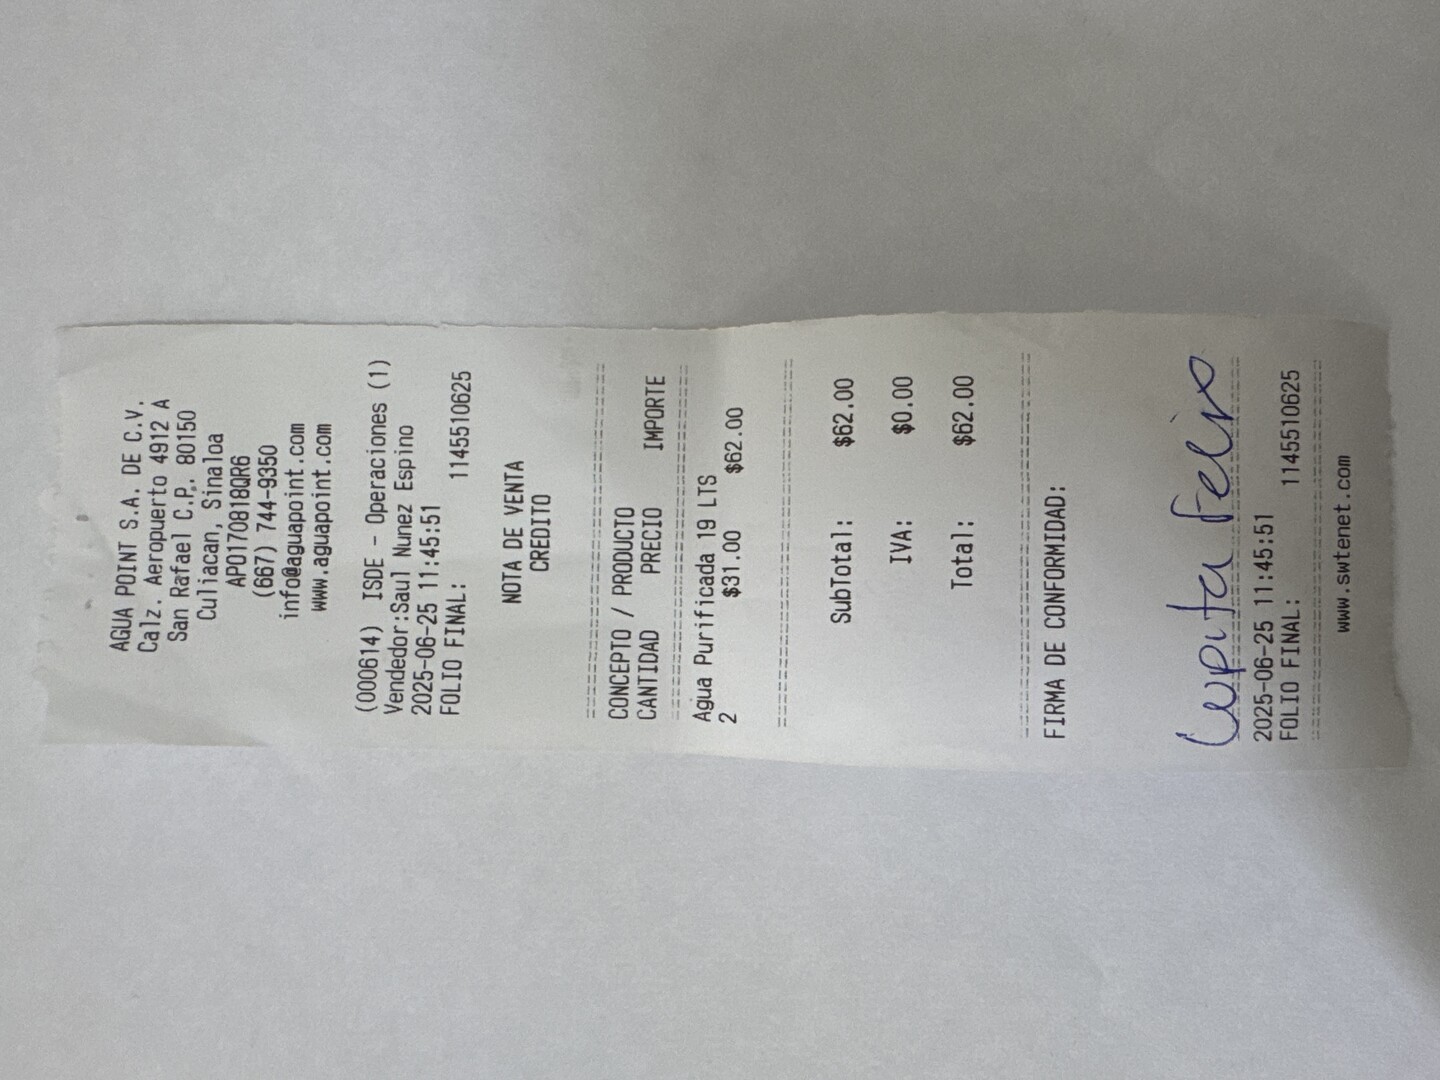 AGUA POINT S.A. DE C.V.
Calz. Aeropuerto 4912 A
San Rafael C.P. 80150
Culiacan, Sinaloa
APO170818QR6
(667) 744-9350
info@aguapoint.com
www.aguapoint.com
(000614) ISDE - Operaciones (1)
Vendedor:Saul Nunez Espino
2025-06-25 11:45:51
FOLIO FINAL: 1145510625
NOTA DE VENTA
CREDITO
CONCEPTO / PRODUCTO
CANTIDAD PRECIO IMPORTE
Agua Purificada 19 LTS
2 $31.00 $62.00
SubTotal: $62.00
IVA: $0.00
Total: $62.00
FIRMA DE CONFORMIDAD:
Lupita Felix
2025-06-25 11:45:51
FOLIO FINAL: 1145510625
www.swtenet.com